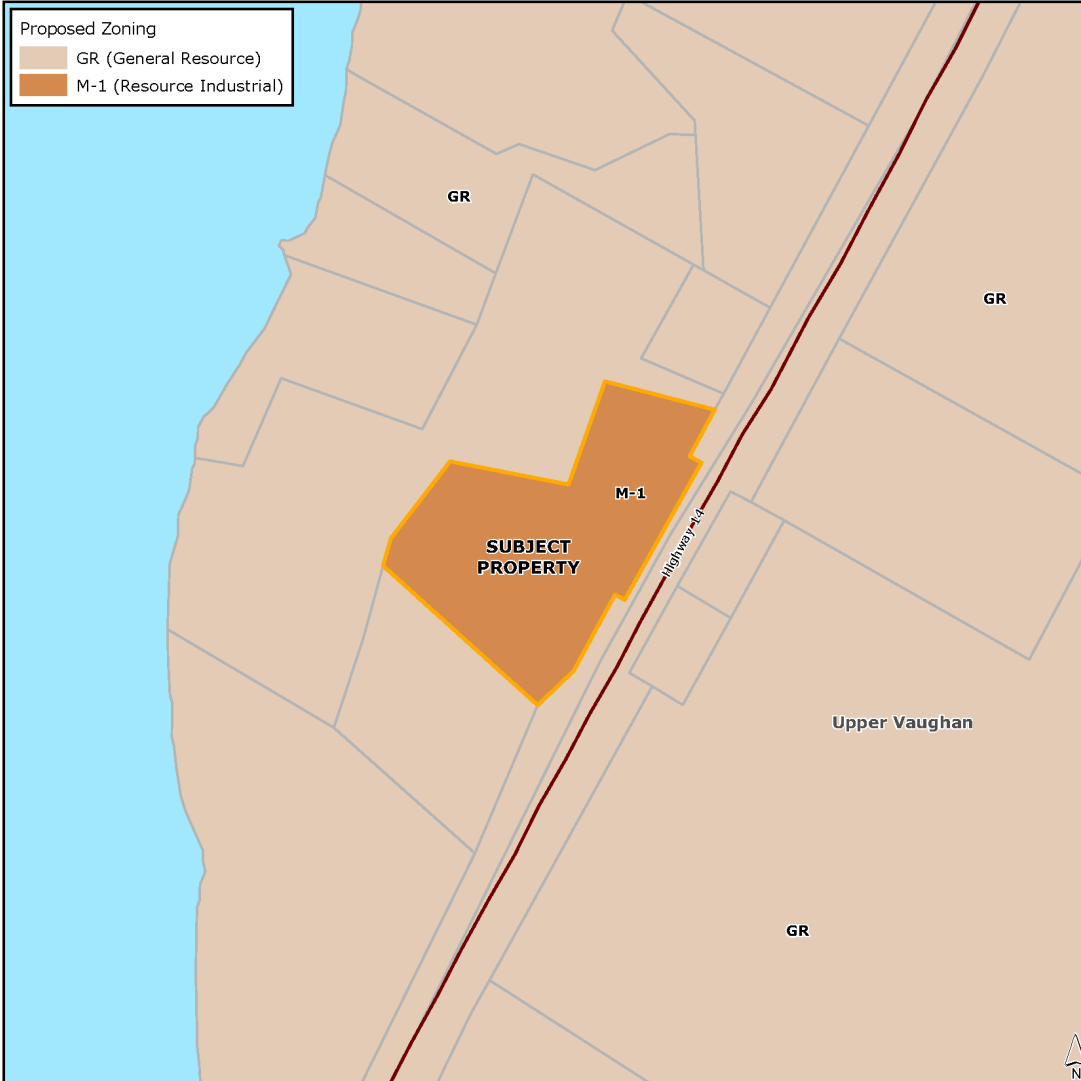 Proposed Zoning
GR (General Resource)
M-1 (Resource Industrial)
GR
GR
M-1
SUBJECT
PROPERTY
Highway 14
Upper Vaughan
GR
N